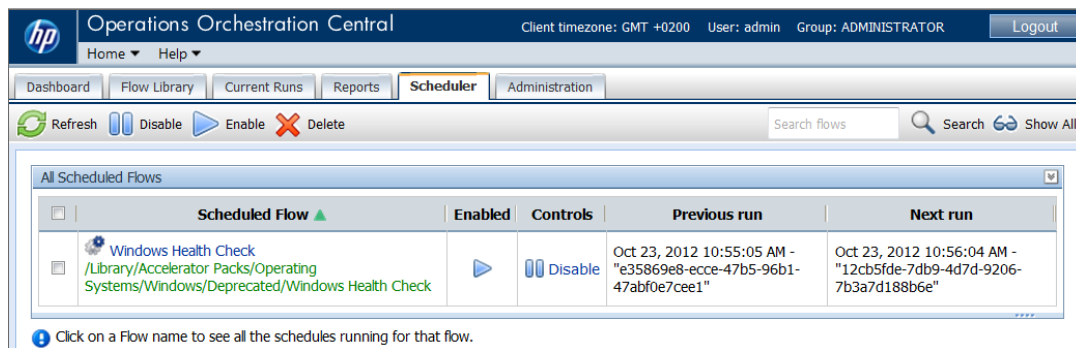 hp Operations Orchestration Central Client timezone: GMT +0200 User: admin Group: ADMINISTRATOR Logout
Home Help
Dashboard Flow Library Current Runs Reports Scheduler Administration
Refresh Disable Enable Delete Search flows Search Show All
All Scheduled Flows
Scheduled Flow Enabled Controls Previous run Next run
Windows Health Check
/Library/Accelerator Packs/Operating
Systems/Windows/Deprecated/Windows Health Check
Disable
Oct 23, 2012 10:55:05 AM -
"e35869e8-ecce-47b5-96b1-
47abf0e7cee1"
Oct 23, 2012 10:56:04 AM -
"12cb5fde-7db9-4d7d-9206-
7b3a7d188b6e"
Click on a Flow name to see all the schedules running for that flow.